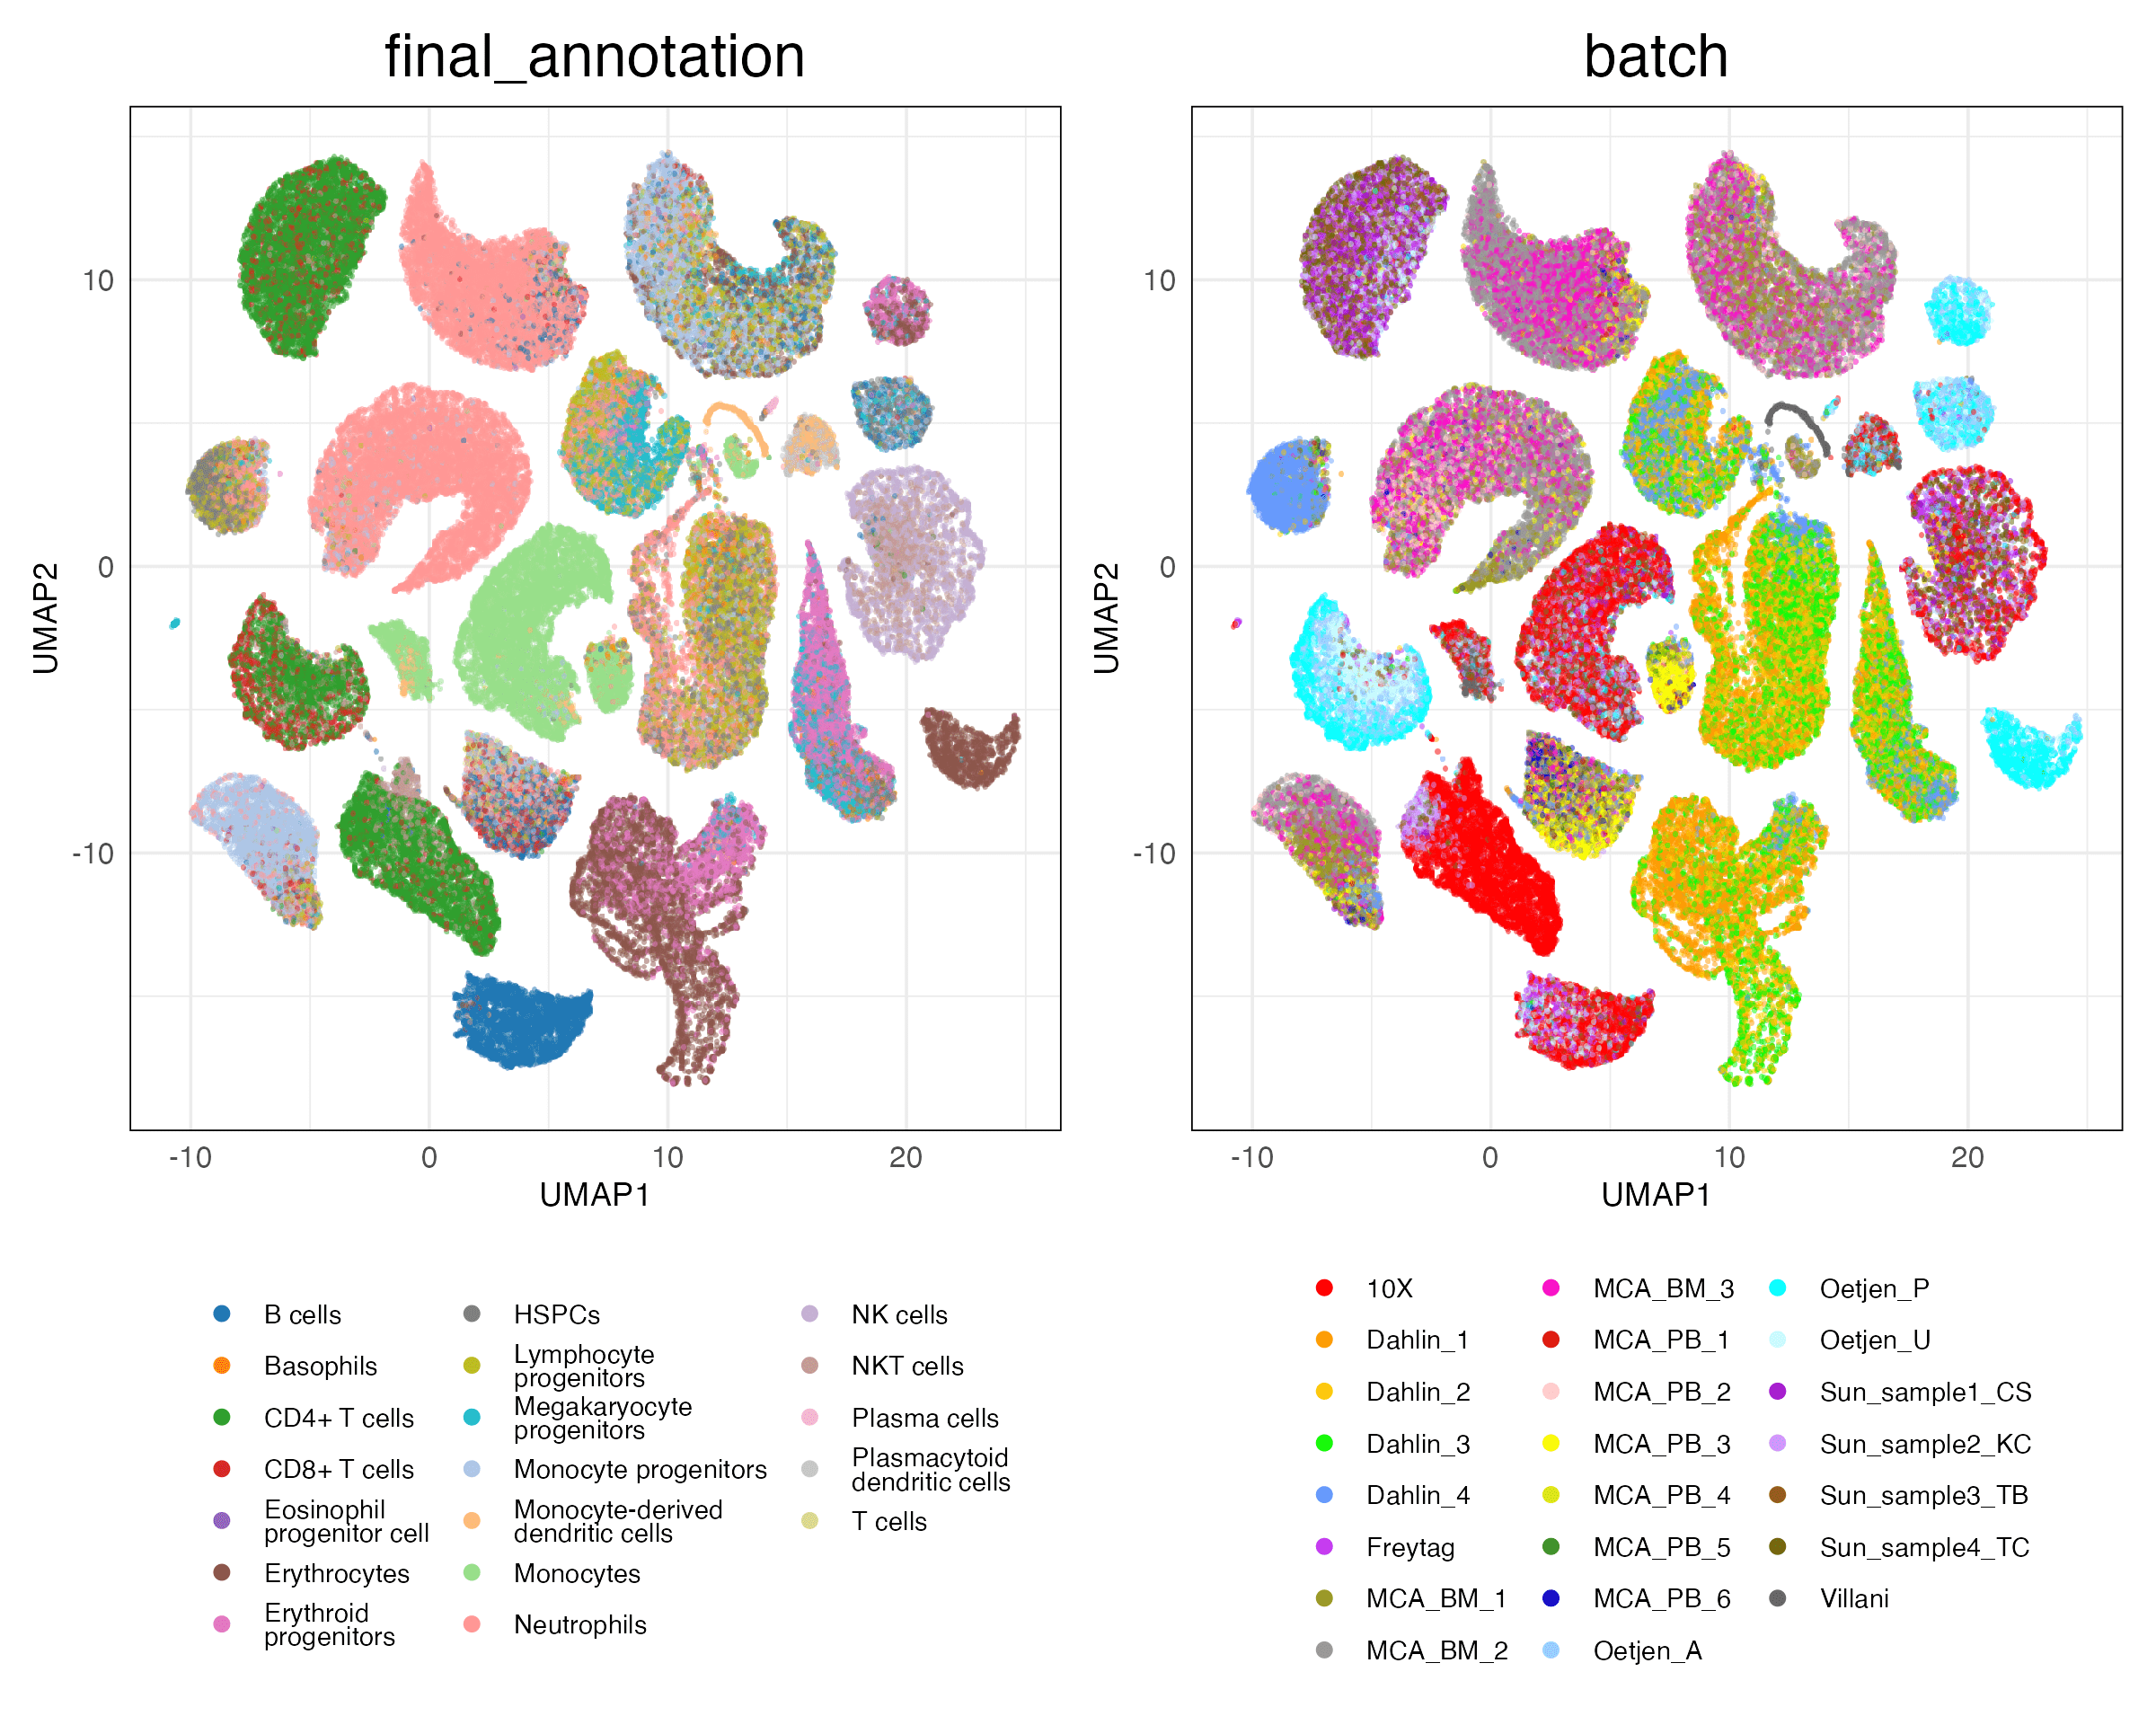 final_annotation
batch
10
0
-10
UMAP2
-10
0
10
20
UMAP1
10
0
-10
UMAP2
-10
0
10
20
UMAP1
B cells
Basophils
CD4+ T cells
CD8+ T cells
Eosinophil
progenitor cell
Erythrocytes
Erythroid
progenitors
HSPCs
Lymphocyte
progenitors
Megakaryocyte
progenitors
Monocyte progenitors
Monocyte-derived
dendritic cells
Monocytes
Neutrophils
NK cells
NKT cells
Plasma cells
Plasmacytoid
dendritic cells
T cells
10X
Dahlin_1
Dahlin_2
Dahlin_3
Dahlin_4
Freytag
MCA_BM_1
MCA_BM_2
MCA_BM_3
MCA_PB_1
MCA_PB_2
MCA_PB_3
MCA_PB_4
MCA_PB_5
MCA_PB_6
Oetjen_A
Oetjen_P
Oetjen_U
Sun_sample1_CS
Sun_sample2_KC
Sun_sample3_TB
Sun_sample4_TC
Villani